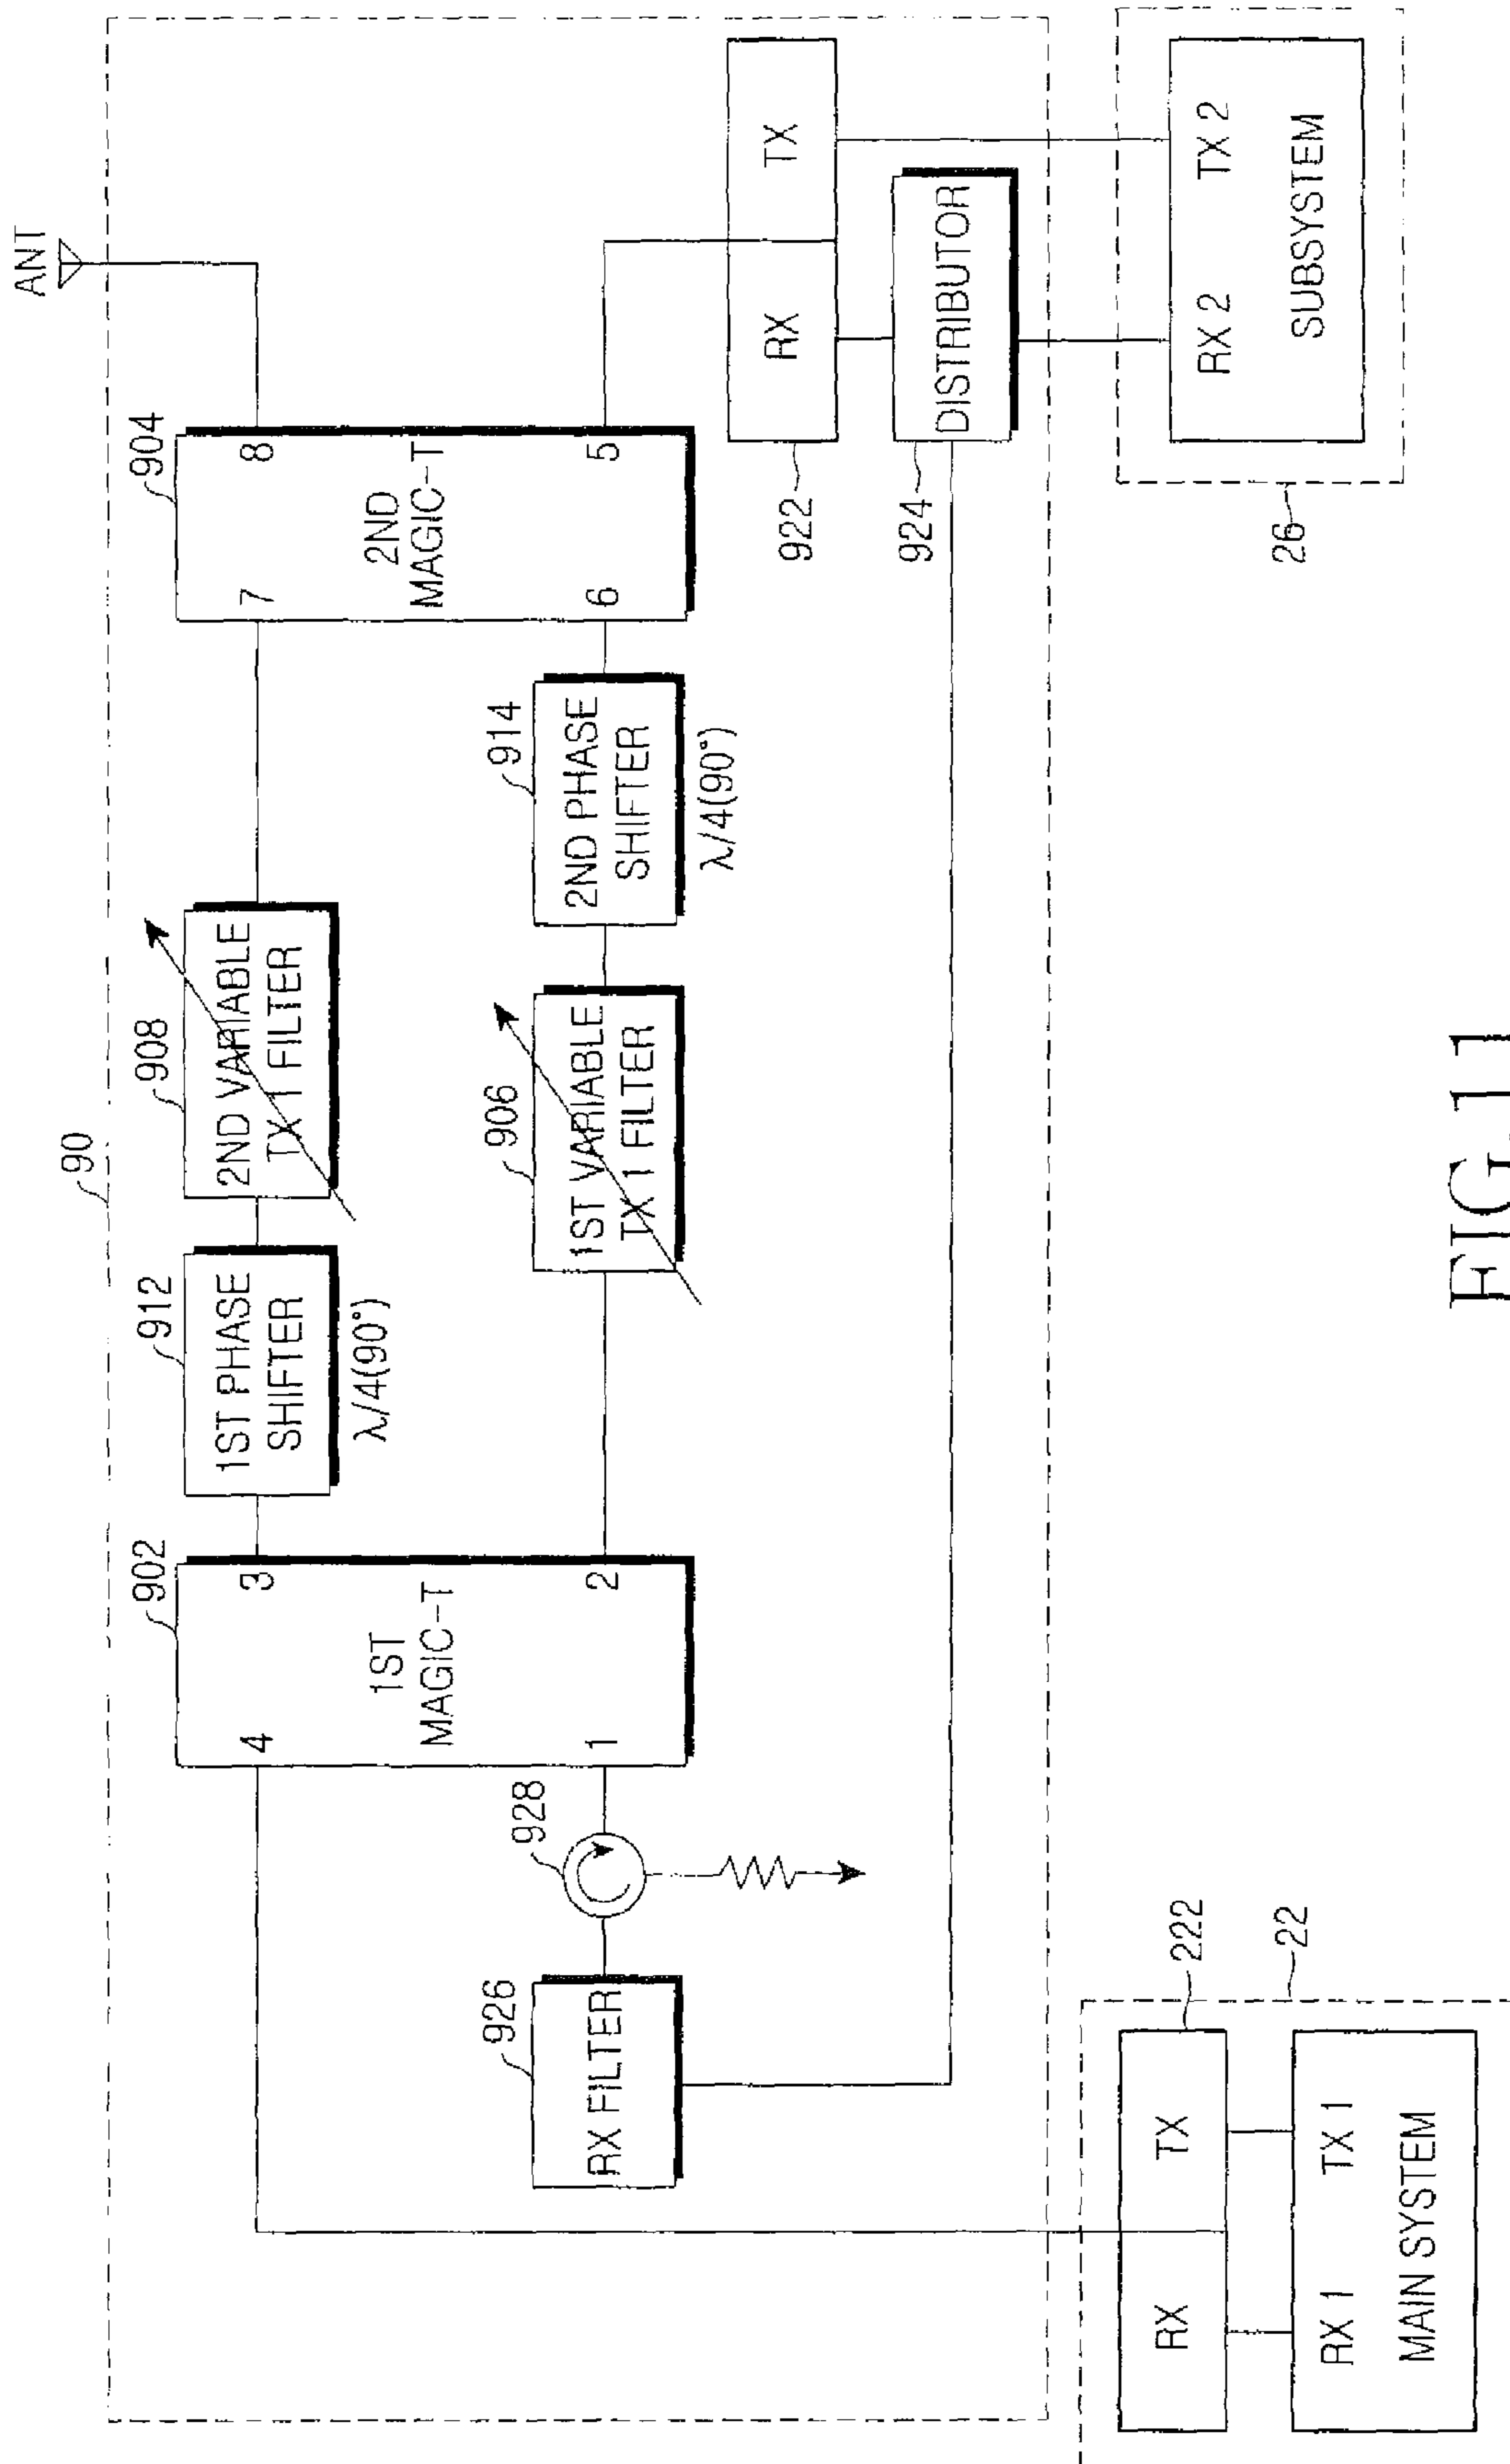 ANT
90
902
4
3
1ST
MAGIC-T
1
2
912
1ST PHASE
SHIFTER
λ/4(90°)
908
2ND VARIABLE
TX 1 FILTER
904
7
8
2ND
MAGIC-T
6
5
906
1ST VARIABLE
TX 1 FILTER
914
2ND PHASE
SHIFTER
λ/4(90°)
928
926
RX FILTER
922
RX
TX
924
DISTRIBUTOR
222
RX
TX
22
RX 1
TX 1
MAIN SYSTEM
26
RX 2
TX 2
SUBSYSTEM
FIG.11